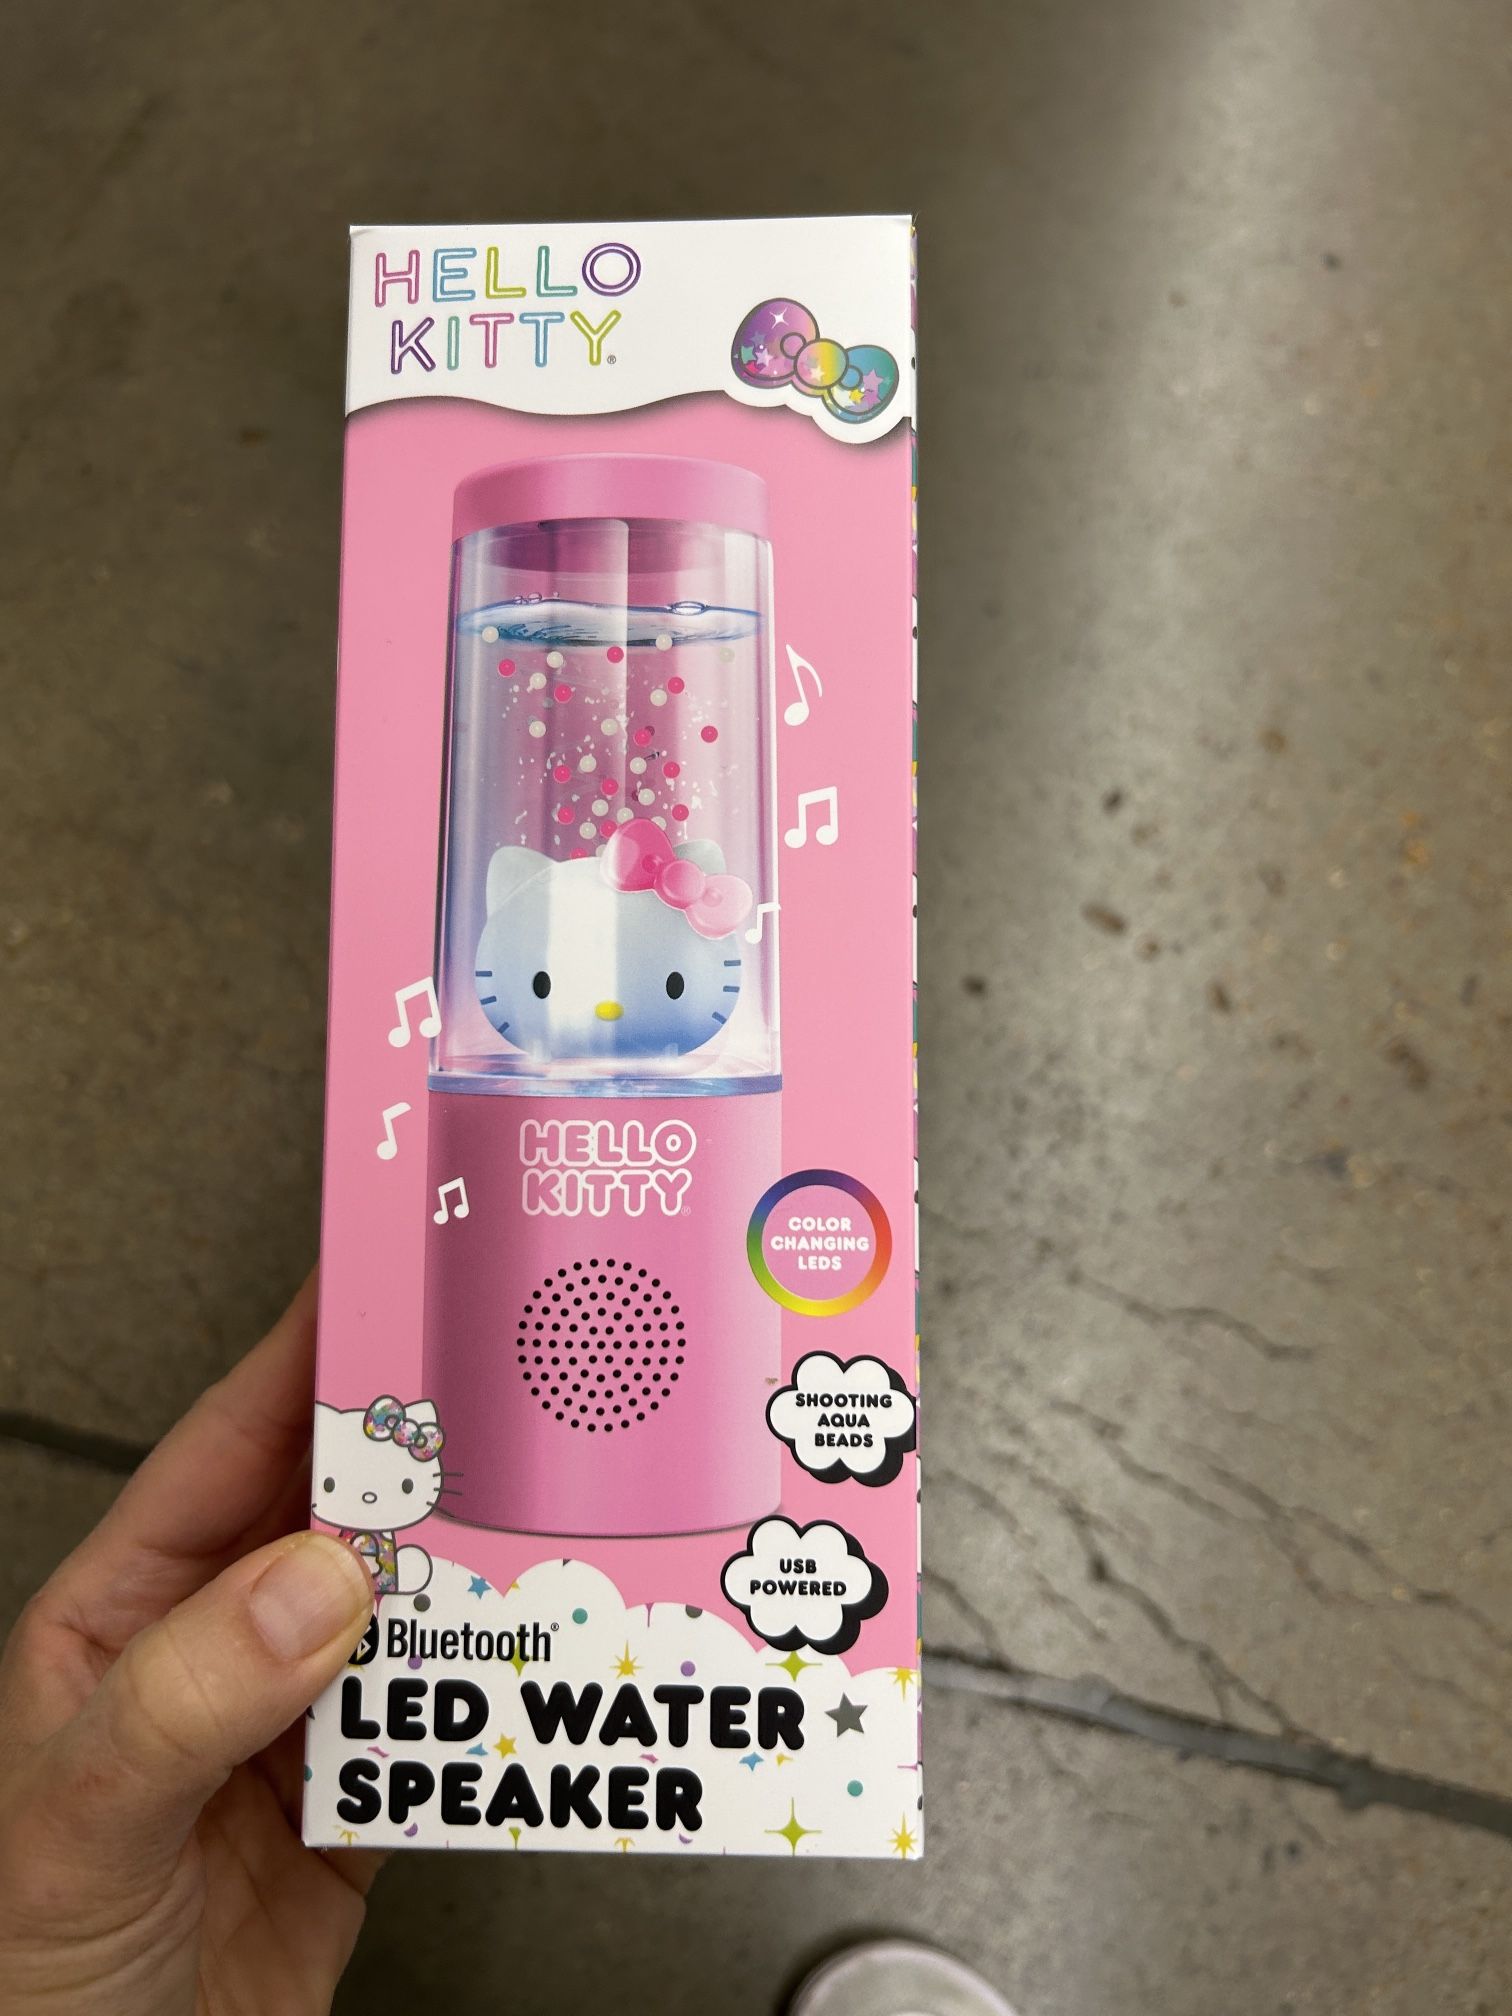 HELLO
KITTY®
HELLO
KITTY®
COLOR
CHANGING
LEDS
SHOOTING
AQUA
BEADS
USB
POWERED
Bluetooth®
LED WATER
SPEAKER